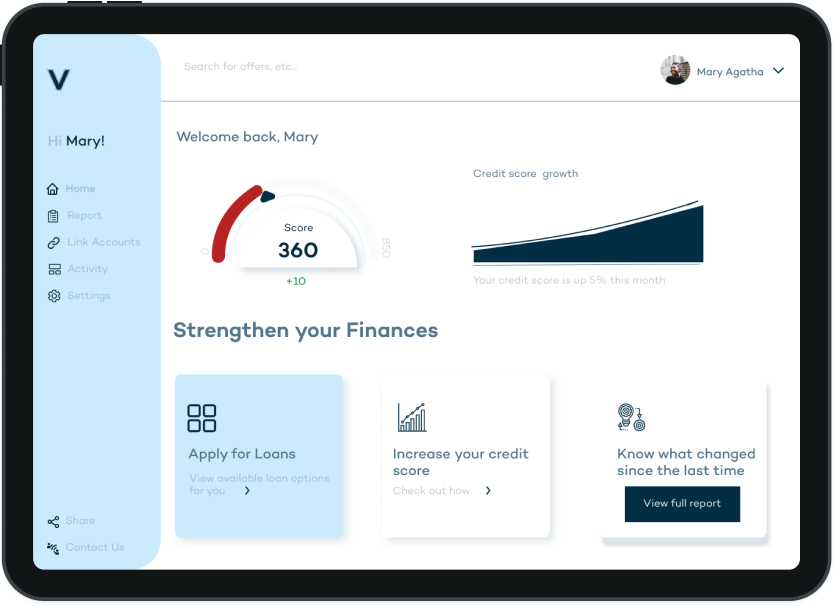 V
Search for offers, etc...
Mary Agatha
Hi Mary!
Home
Report
Link Accounts
Activity
Settings
Share
Contact Us
Welcome back, Mary
Score
360
+10
0
850
Credit score growth
Your credit score is up 5% this month
Strengthen your Finances
Apply for Loans
View available loan options
for you
Increase your credit
score
Check out how
Know what changed
since the last time
View full report